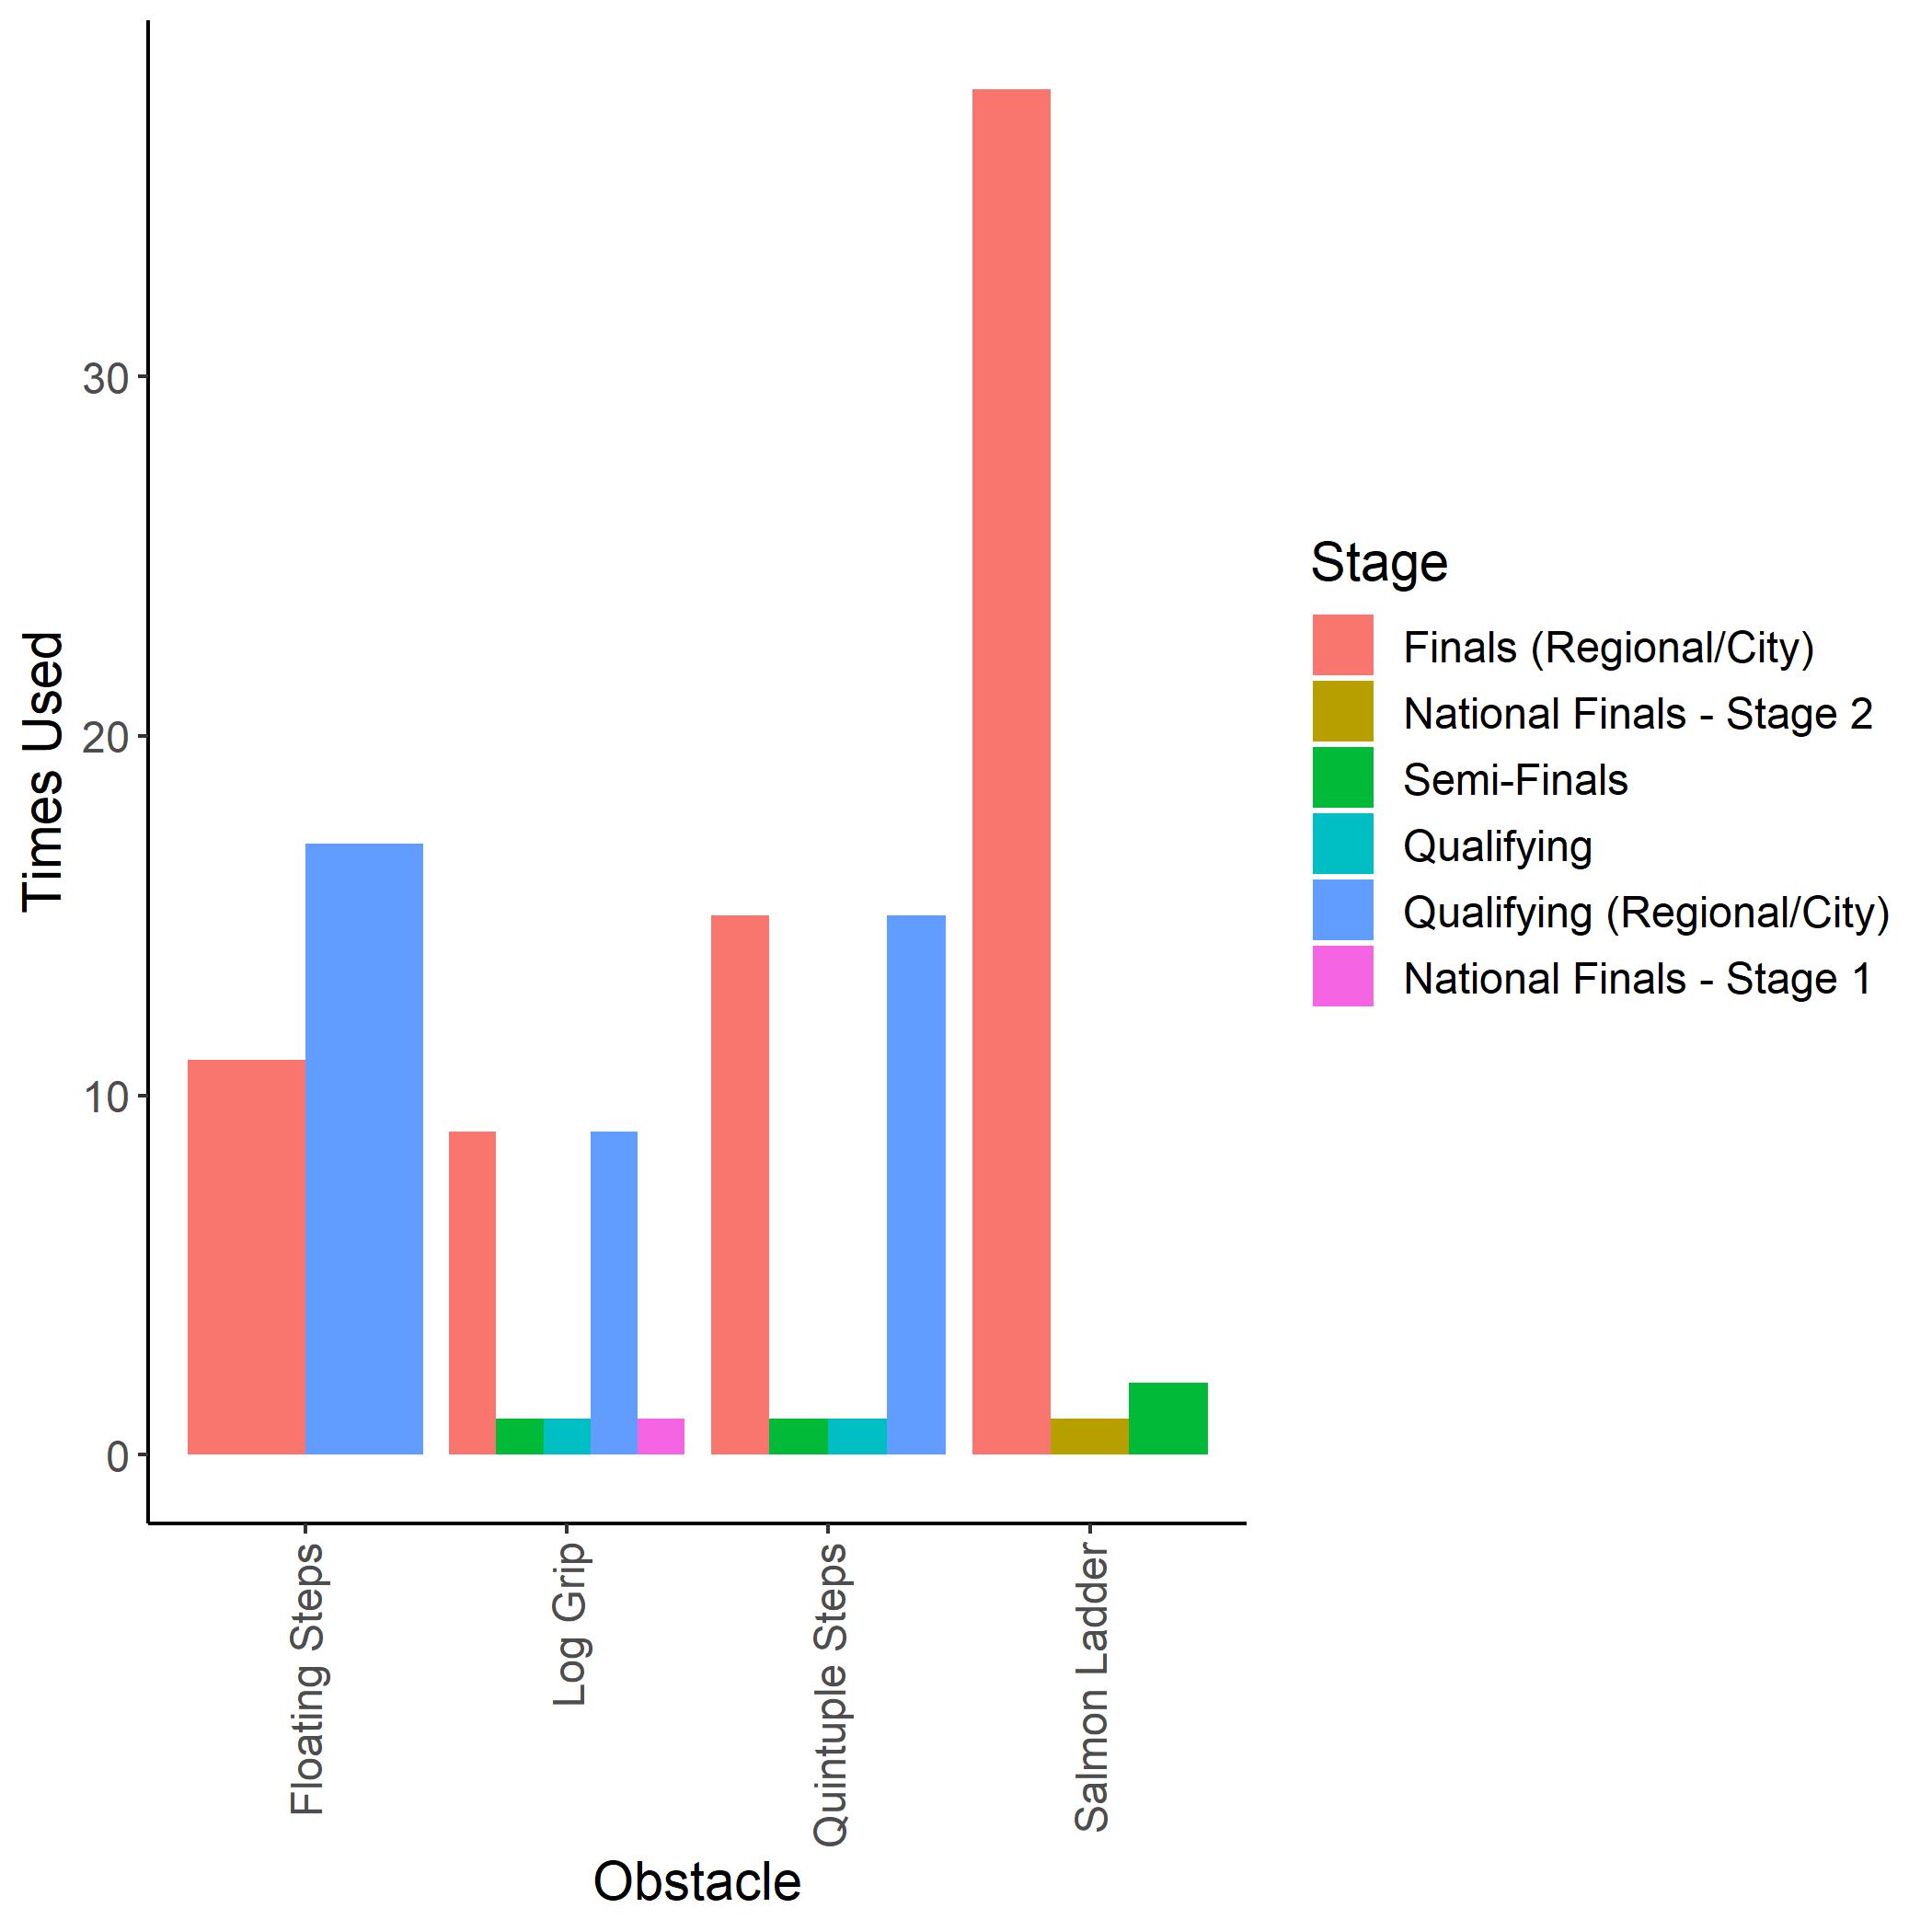 Times Used
30
20
10
0
Floating Steps
Log Grip
Quintuple Steps
Salmon Ladder
Obstacle
Stage
Finals (Regional/City)
National Finals - Stage 2
Semi-Finals
Qualifying
Qualifying (Regional/City)
National Finals - Stage 1